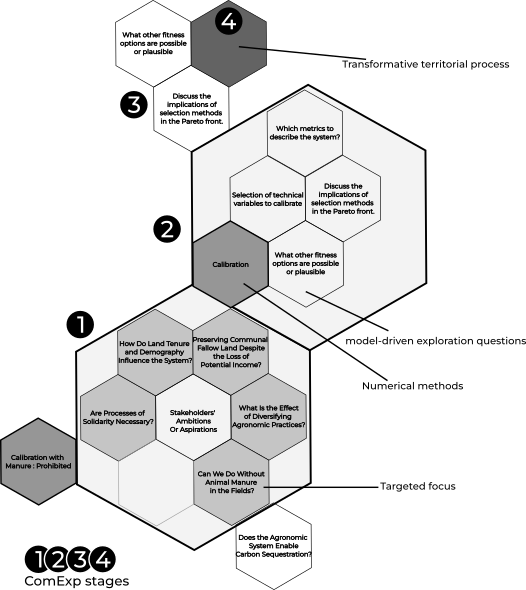 4
What other fitness
options are possible
or plausible
Transformative territorial process
3
Discuss the
implications of
selection methods
in the Pareto front.
Which metrics to
describe the system?
Selection of technical
variables to calibrate
Discuss the
implications of
selection methods
in the Pareto front.
2
Calibration
What other fitness
options are possible
or plausible
1
model-driven exploration questions
How Do Land Tenure
and Demography
Influence the System?
Preserving Communal
Fallow Land Despite
the Loss of
Potential Income?
Numerical methods
Are Processes of
Solidarity Necessary?
Stakeholders'
Ambitions
Or Aspirations
What Is the Effect
of Diversifying
Agronomic Practices?
Calibration with
Manure : Prohibited
Can We Do Without
Animal Manure
in the Fields?
Targeted focus
Does the Agronomic
System Enable
Carbon Sequestration?
1234
ComExp stages